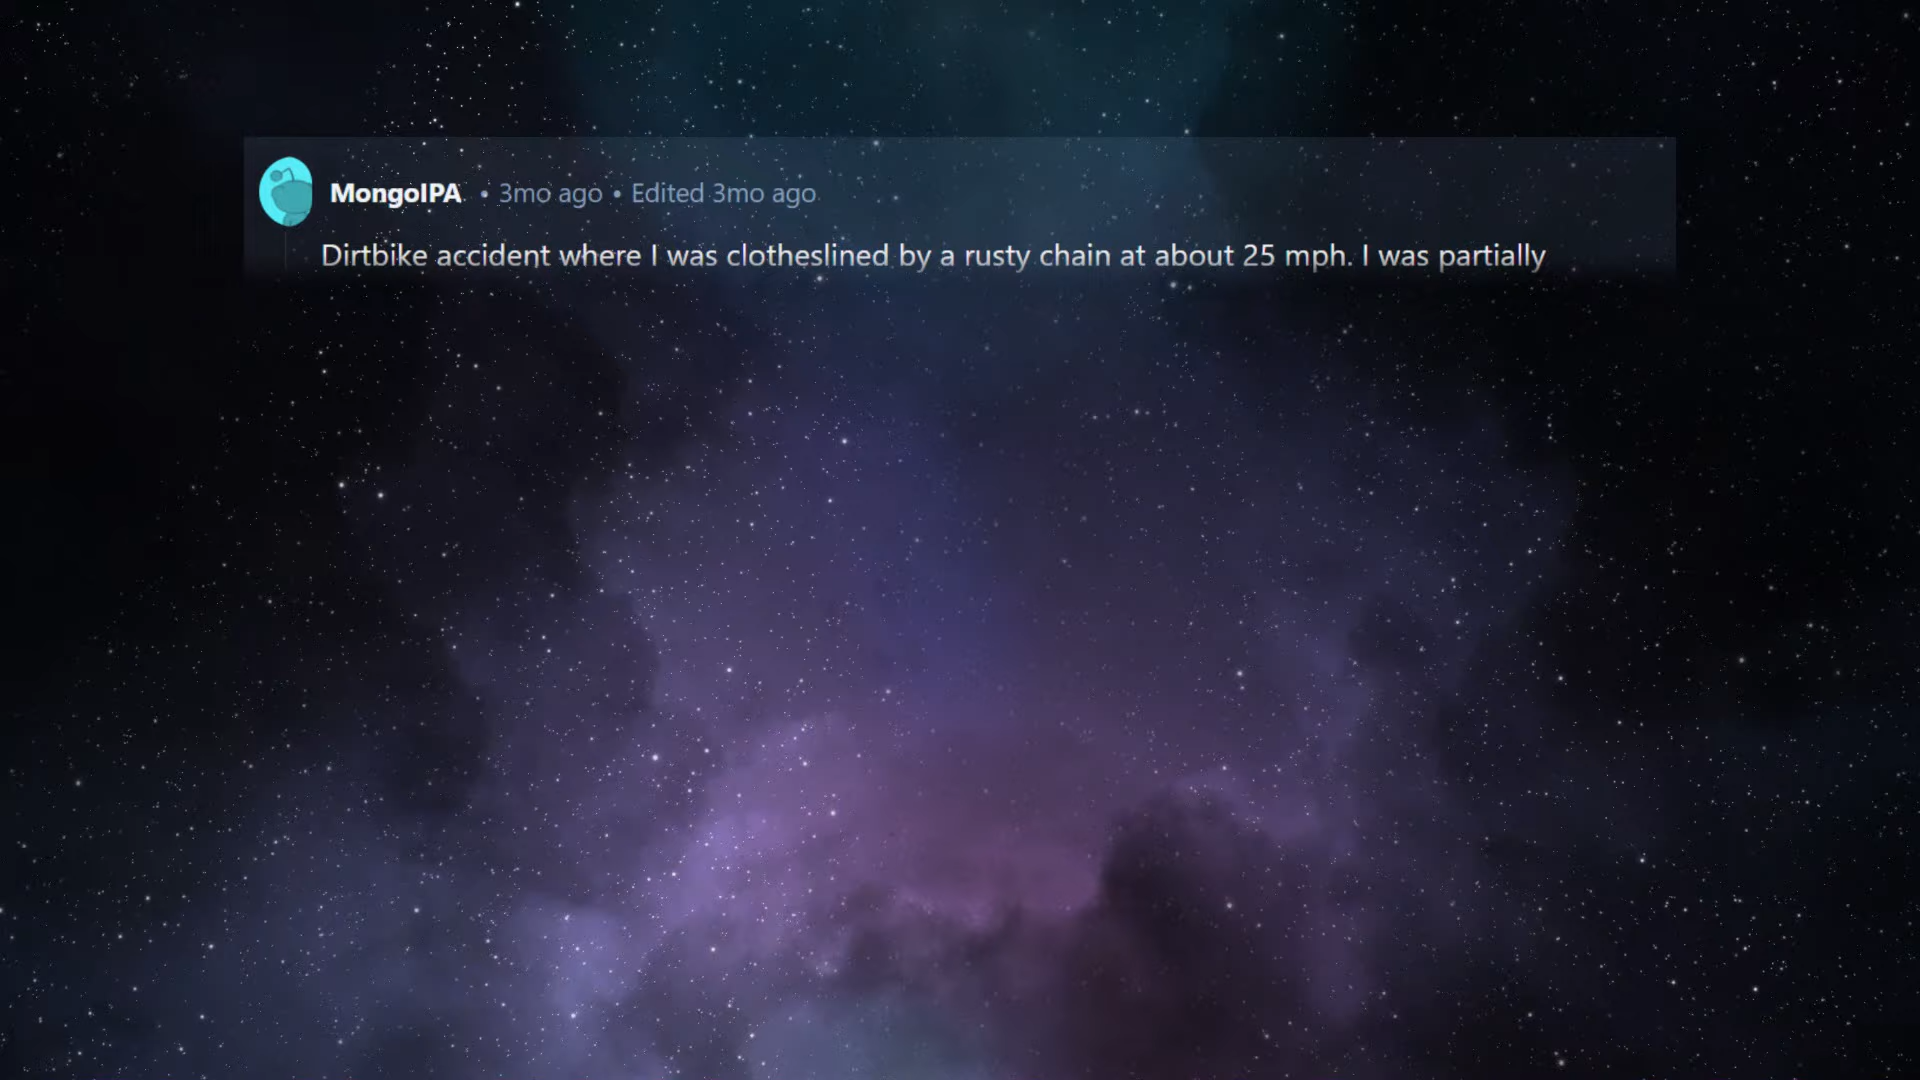 MongoIPA • 3mo ago • Edited 3mo ago
Dirtbike accident where I was clotheslined by a rusty chain at about 25 mph. I was partially